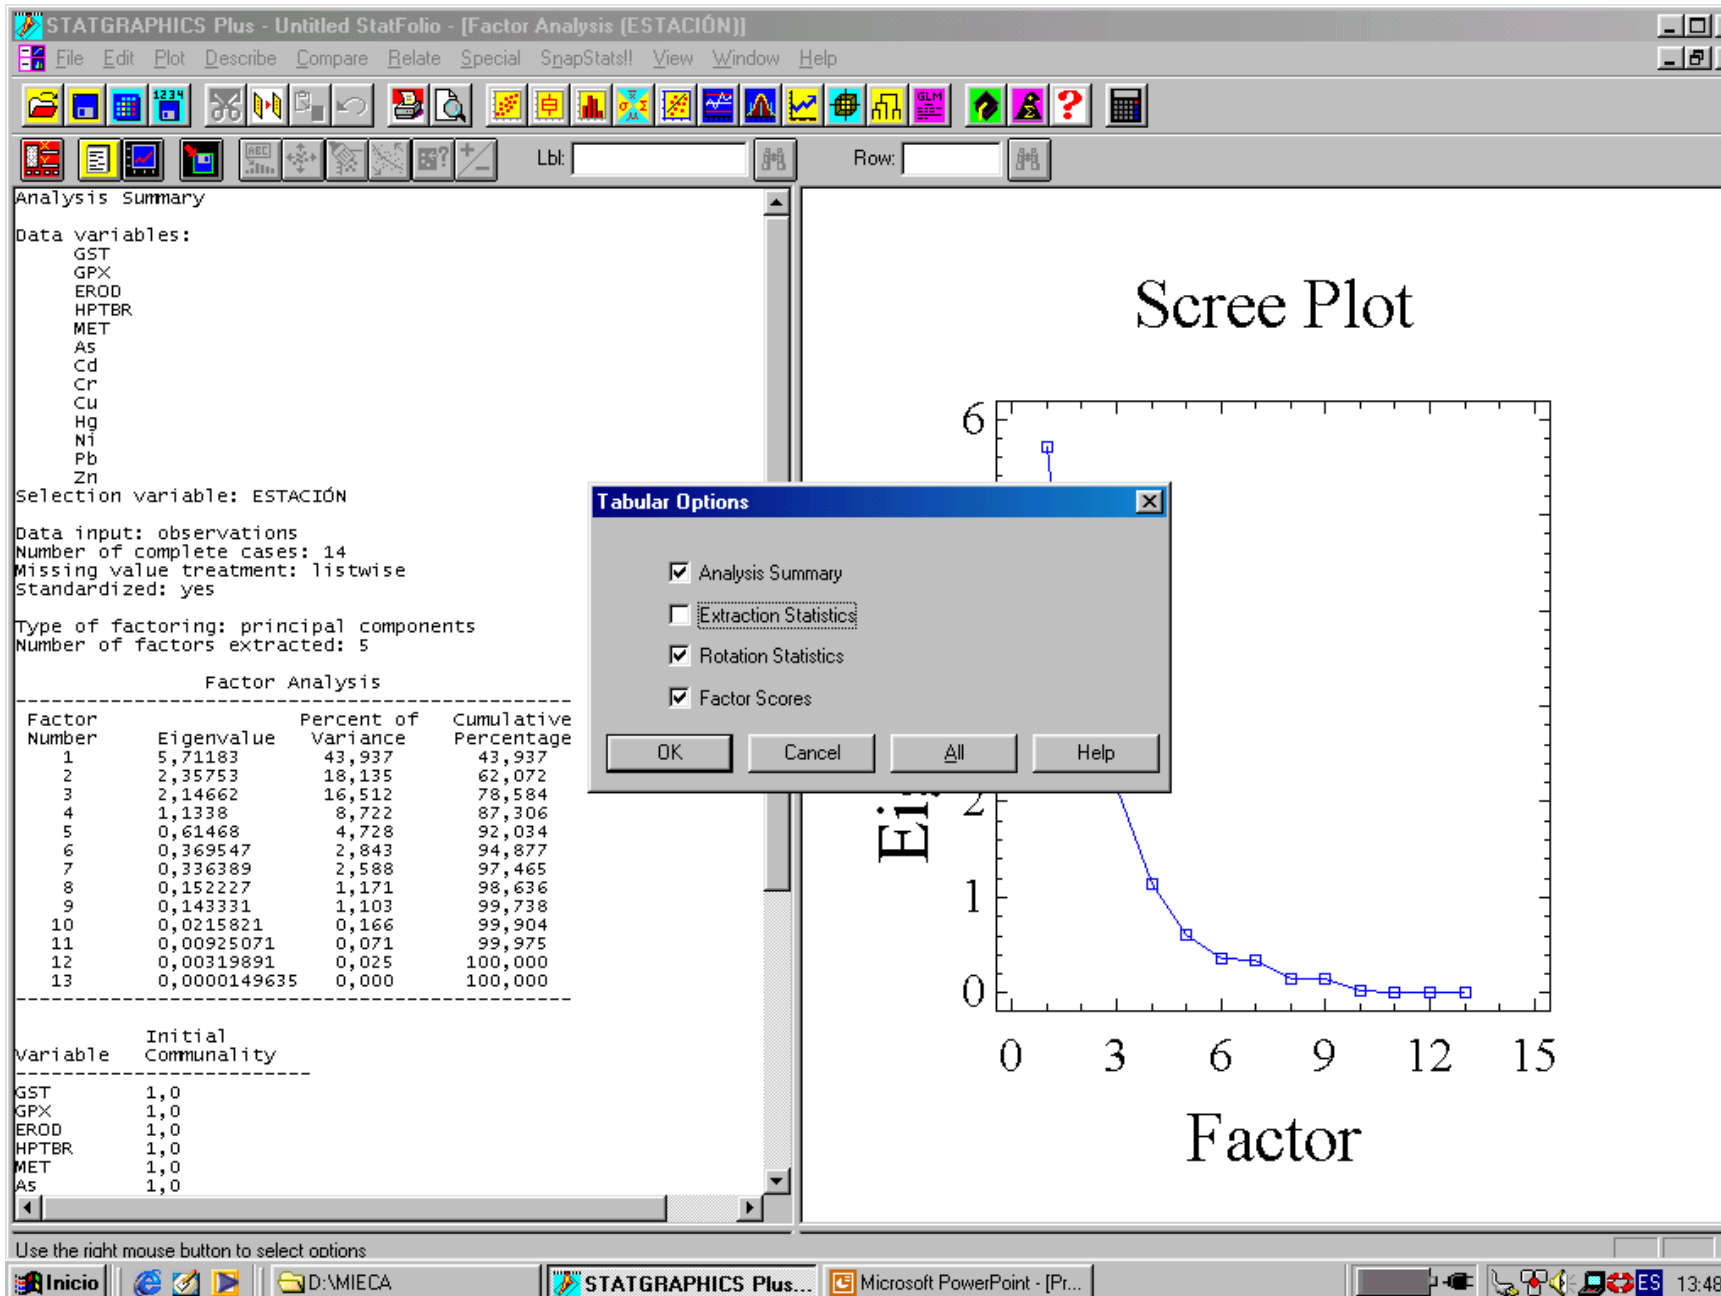 STATGRAPHICS Plus - Untitled StatFolio - [Factor Analysis (ESTACIÓN)]
File Edit Plot Describe Compare Relate Special SnapStats!! View Window Help
1234
GLM
ABC
Lbl:
Row:
Analysis Summary
Data variables:
GST
GPX
EROD
HPTBR
MET
As
Cd
Cr
Cu
Hg
Ni
Pb
Zn
Selection variable: ESTACIÓN
Data input: observations
Number of complete cases: 14
Missing value treatment: listwise
Standardized: yes
Type of factoring: principal components
Number of factors extracted: 5
Factor Analysis
Factor Percent of Cumulative
Number Eigenvalue Variance Percentage
1 5,71183 43,937 43,937
2 2,35753 18,135 62,072
3 2,14662 16,512 78,584
4 1,1338 8,722 87,306
5 0,61468 4,728 92,034
6 0,369547 2,843 94,877
7 0,336389 2,588 97,465
8 0,152227 1,171 98,636
9 0,143331 1,103 99,738
10 0,0215821 0,166 99,904
11 0,00925071 0,071 99,975
12 0,00319891 0,025 100,000
13 0,0000149635 0,000 100,000
Initial
Variable Communality
GST 1,0
GPX 1,0
EROD 1,0
HPTBR 1,0
MET 1,0
As 1,0
Scree Plot
6
2
1
0
Ei
0 3 6 9 12 15
Factor
Tabular Options
Analysis Summary
Extraction Statistics
Rotation Statistics
Factor Scores
OK Cancel All Help
Use the right mouse button to select options
Inicio D:\MIECA STATGRAPHICS Plus... Microsoft PowerPoint - [Pr... ES 13:48